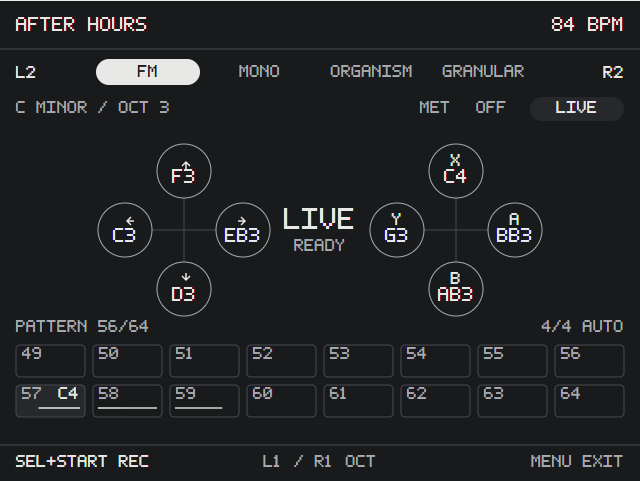 AFTER HOURS 84 BPM
L2 FM MONO ORGANISM GRANULAR R2
C MINOR / OCT 3 MET OFF LIVE
↑ X
F3 C4
← → LIVE Y A
C3 EB3 READY G3 BB3
↓ B
D3 AB3
PATTERN 56/64 4/4 AUTO
49 50 51 52 53 54 55 56
57 C4 58 59 60 61 62 63 64
SEL+START REC L1 / R1 OCT MENU EXIT